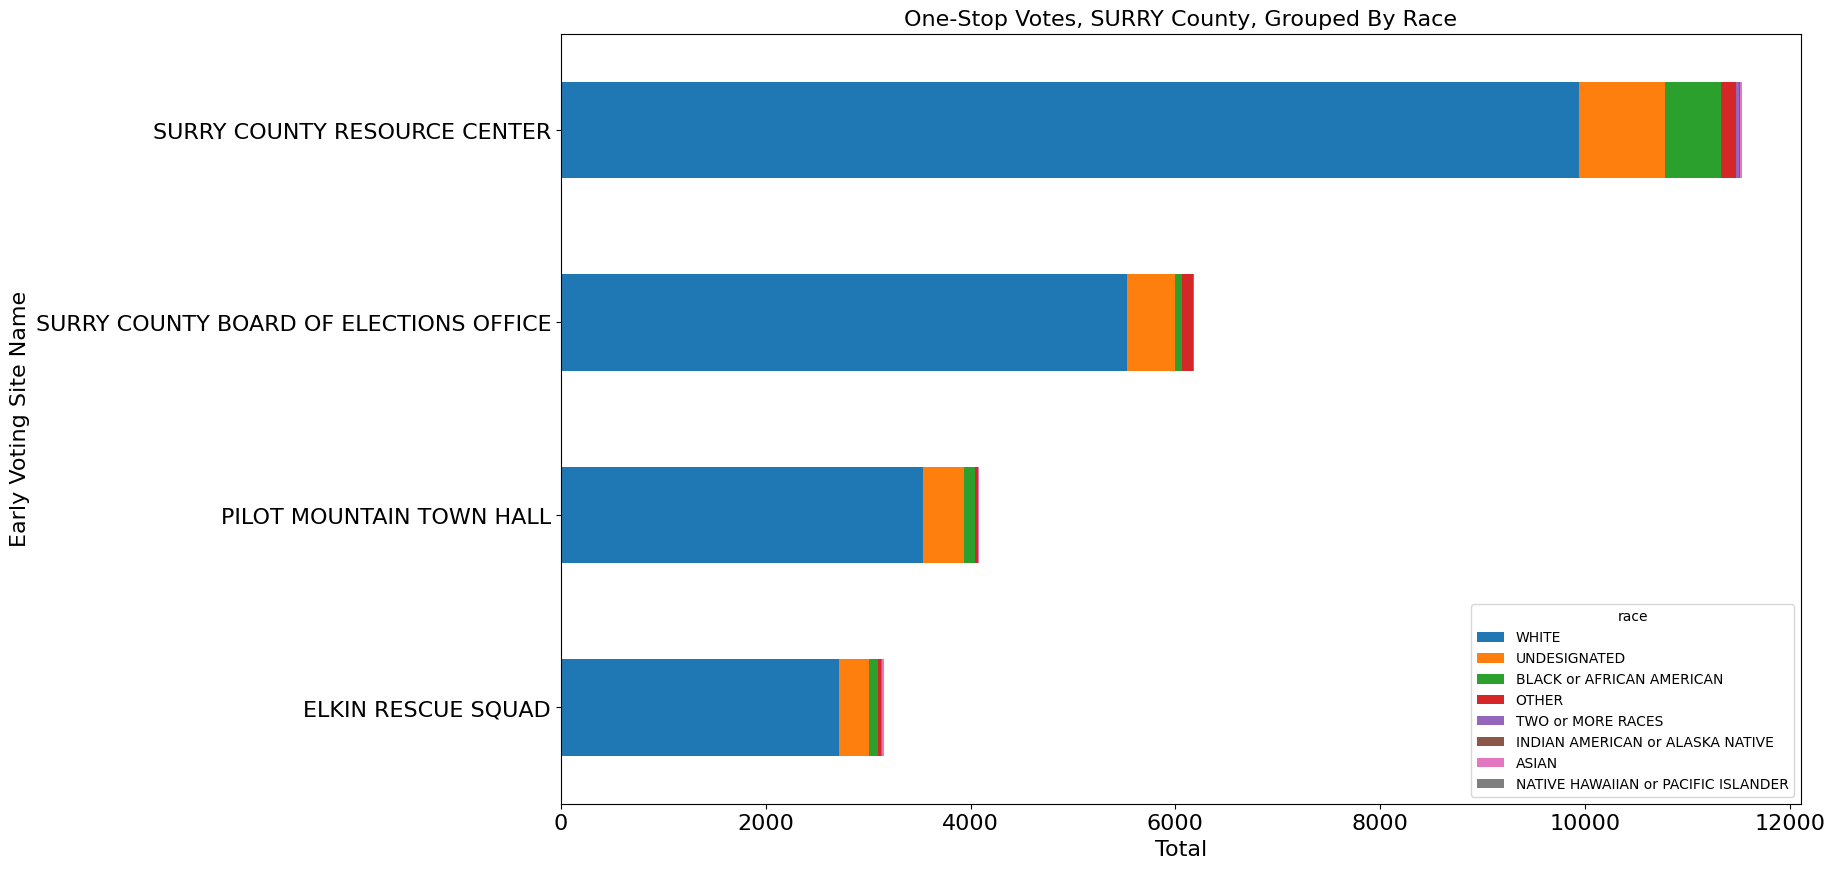 One-Stop Votes, SURRY County, Grouped By Race
Early Voting Site Name
SURRY COUNTY RESOURCE CENTER
SURRY COUNTY BOARD OF ELECTIONS OFFICE
PILOT MOUNTAIN TOWN HALL
ELKIN RESCUE SQUAD
race
WHITE
UNDESIGNATED
BLACK or AFRICAN AMERICAN
OTHER
TWO or MORE RACES
INDIAN AMERICAN or ALASKA NATIVE
ASIAN
NATIVE HAWAIIAN or PACIFIC ISLANDER
0 2000 4000 6000 8000 10000 12000
Total